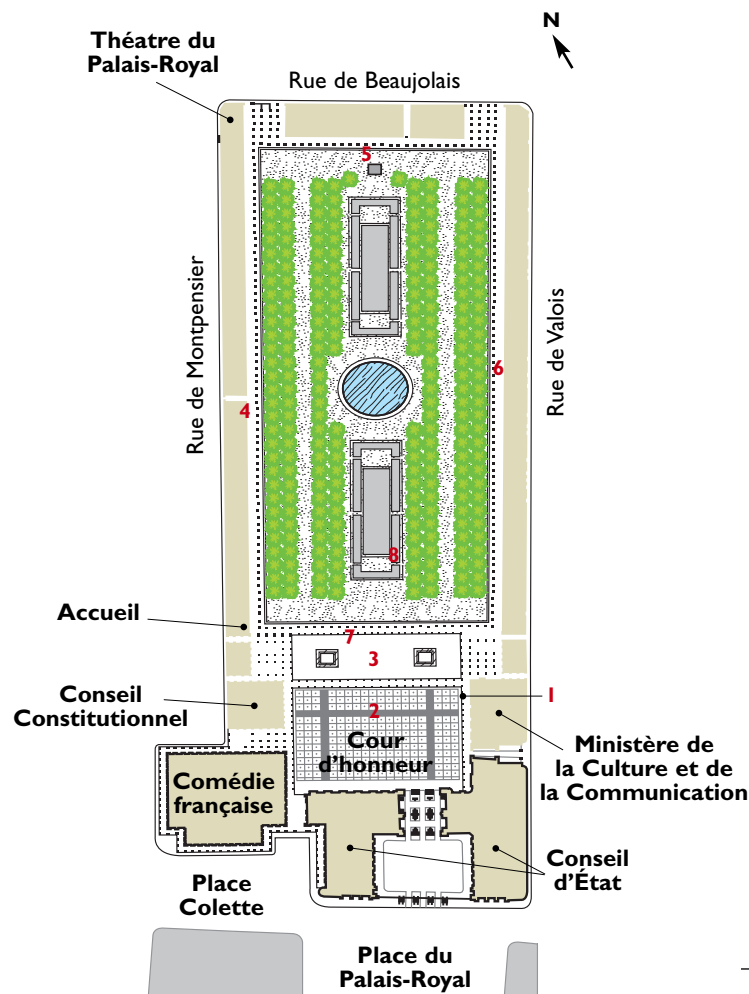 N
Théatre du
Palais-Royal
Rue de Beaujolais
5
Rue de Montpensier
Rue de Valois
6
4
8
Accueil
7
3
Conseil
Constitutionnel
1
2
Cour
d'honneur
Ministère de
la Culture et de
la Communication
Comédie
française
Conseil
d'État
Place
Colette
Place du
Palais-Royal